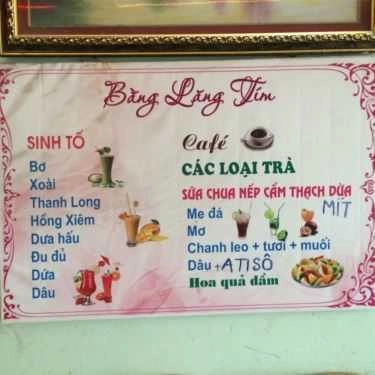 Bằng Lăng Tím
SINH TỐ
Bơ
Xoài
Thanh Long
Hồng Xiêm
Dưa hấu
Đu đủ
Dứa
Dâu
Café
CÁC LOẠI TRÀ
SỮA CHUA NẾP CẨM THẠCH DỪA
MÍT
Me đá
Mơ
Chanh leo + tươi + muối
Dâu + ATISÔ
Hoa quả dầm